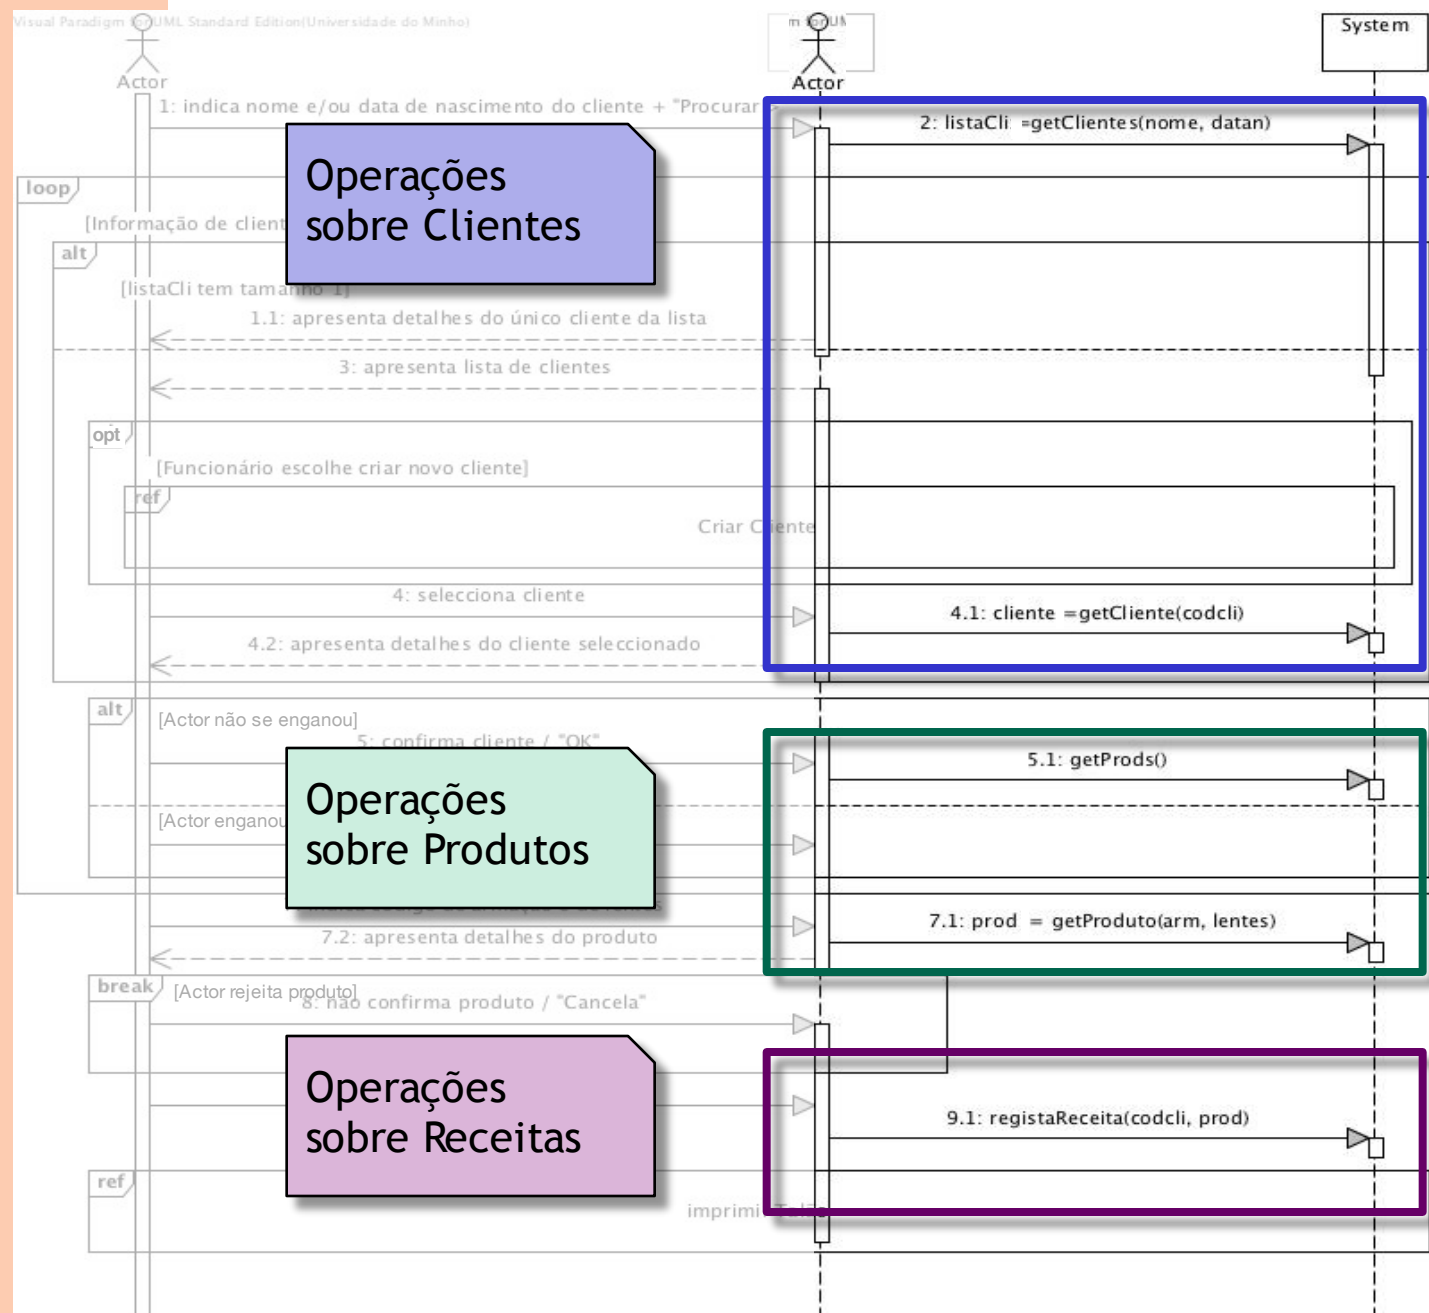 Visual Paradigm for UML Standard Edition(Universidade do Minho)
m for UM
System
Actor
Actor
1: indica nome e/ou data de nascimento do cliente + "Procurar
2: listaCli =getClientes(nome, datan)
Operações
sobre Clientes
loop
[Informação de client
alt
[listaCli tem tamanho 1]
1.1: apresenta detalhes do único cliente da lista
3: apresenta lista de clientes
opt
[Funcionário escolhe criar novo cliente]
ref
Criar Cliente
4: selecciona cliente
4.1: cliente =getCliente(codcli)
4.2: apresenta detalhes do cliente seleccionado
alt
[Actor não se enganou]
5: confirma cliente / "OK"
5.1: getProds()
Operações
sobre Produtos
[Actor enganou
7.1: prod = getProduto(arm, lentes)
7.2: apresenta detalhes do produto
break
[Actor rejeita produto]
8: não confirma produto / "Cancela"
Operações
sobre Receitas
9.1: registaReceita(codcli, prod)
ref
imprimir Talão